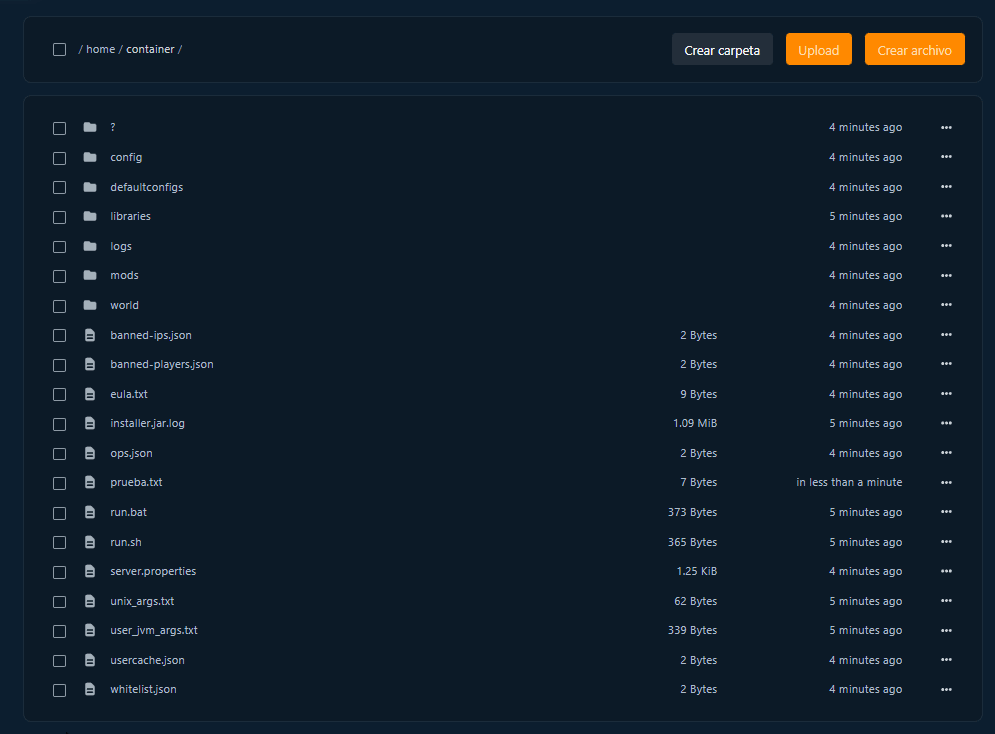 / home / container /
Crear carpeta
Upload
Crear archivo
? 4 minutes ago
config 4 minutes ago
defaultconfigs 4 minutes ago
libraries 5 minutes ago
logs 4 minutes ago
mods 4 minutes ago
world 4 minutes ago
banned-ips.json 2 Bytes 4 minutes ago
banned-players.json 2 Bytes 4 minutes ago
eula.txt 9 Bytes 4 minutes ago
installer.jar.log 1.09 MiB 5 minutes ago
ops.json 2 Bytes 4 minutes ago
prueba.txt 7 Bytes in less than a minute
run.bat 373 Bytes 5 minutes ago
run.sh 365 Bytes 5 minutes ago
server.properties 1.25 KiB 4 minutes ago
unix_args.txt 62 Bytes 5 minutes ago
user_jvm_args.txt 339 Bytes 5 minutes ago
usercache.json 2 Bytes 4 minutes ago
whitelist.json 2 Bytes 4 minutes ago